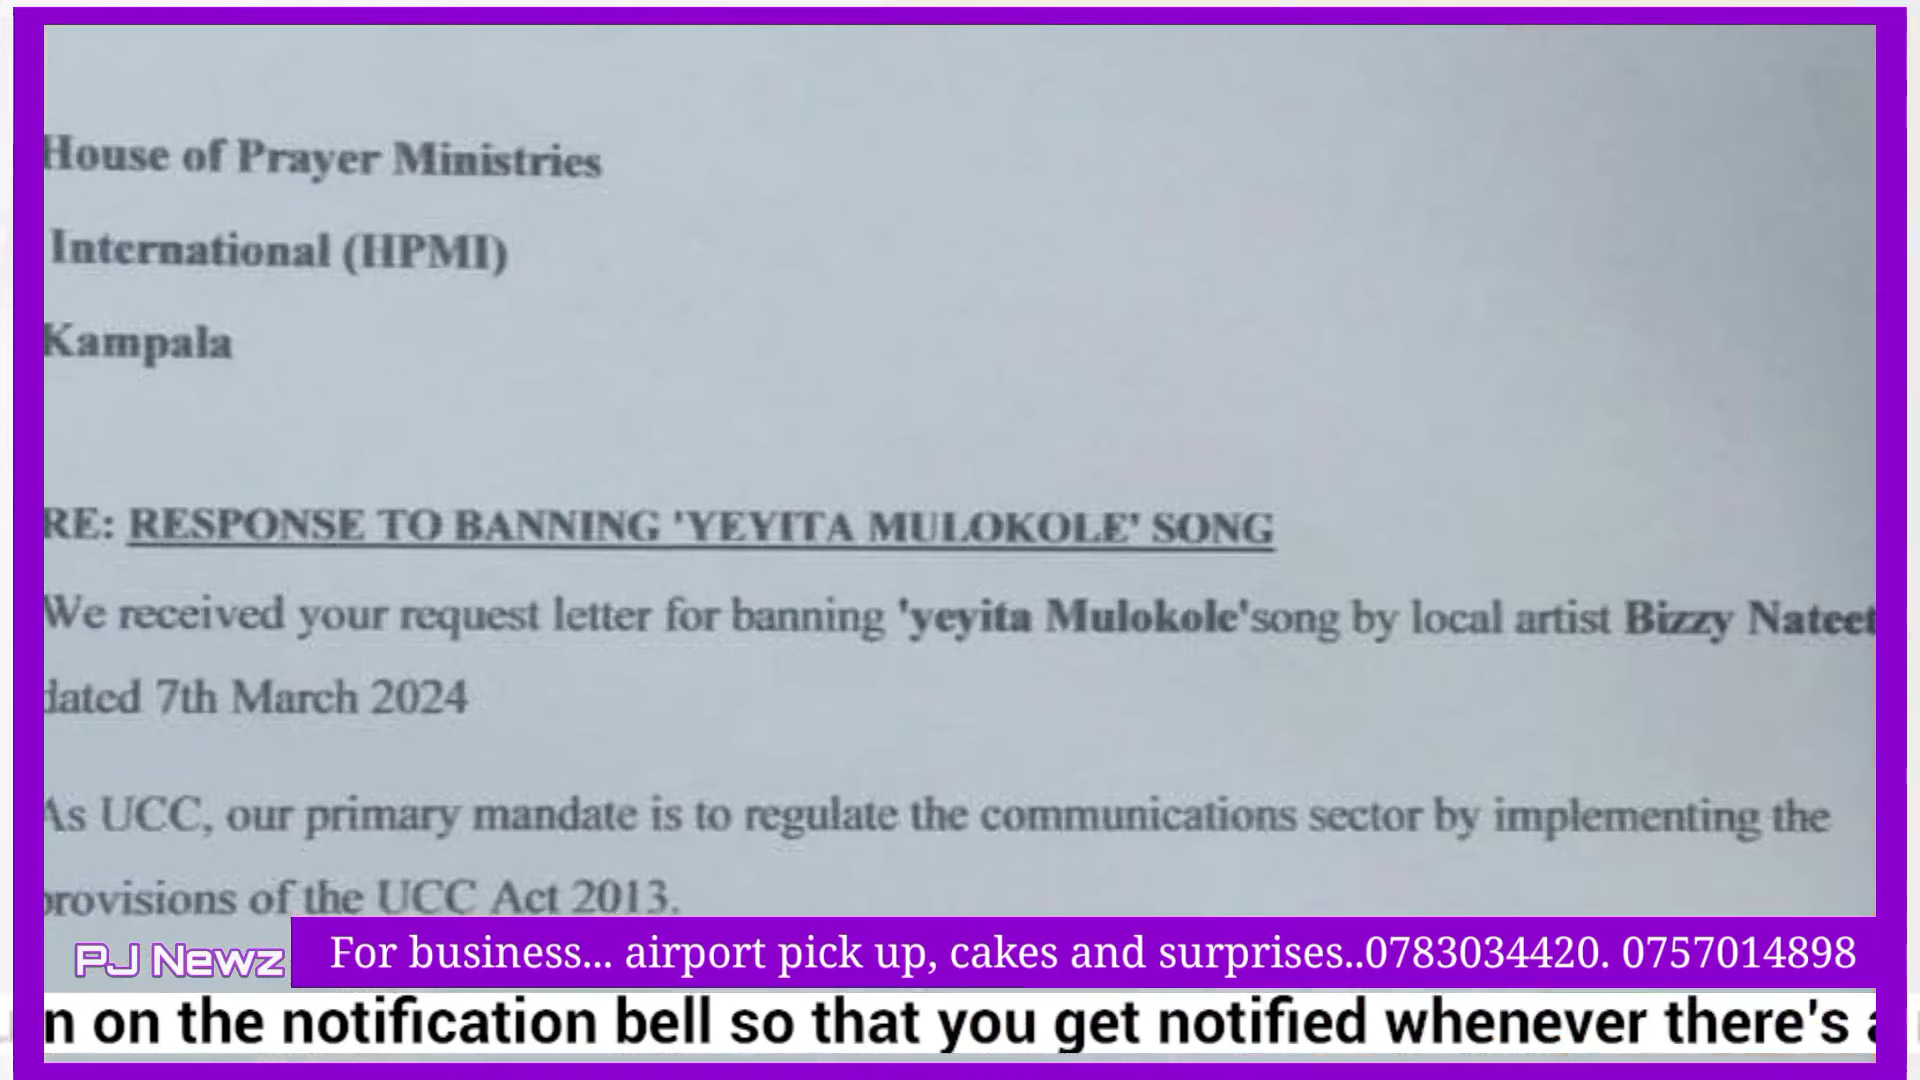 House of Prayer Ministries
International (HPMI)
Kampala
RE: RESPONSE TO BANNING 'YEYITA MULOKOLE' SONG
We received your request letter for banning 'yeyita Mulokole'song by local artist Bizzy Nateet
dated 7th March 2024
As UCC, our primary mandate is to regulate the communications sector by implementing the
provisions of the UCC Act 2013.
PJ Newz
For business... airport pick up, cakes and surprises..0783034420. 0757014898
n on the notification bell so that you get notified whenever there's a